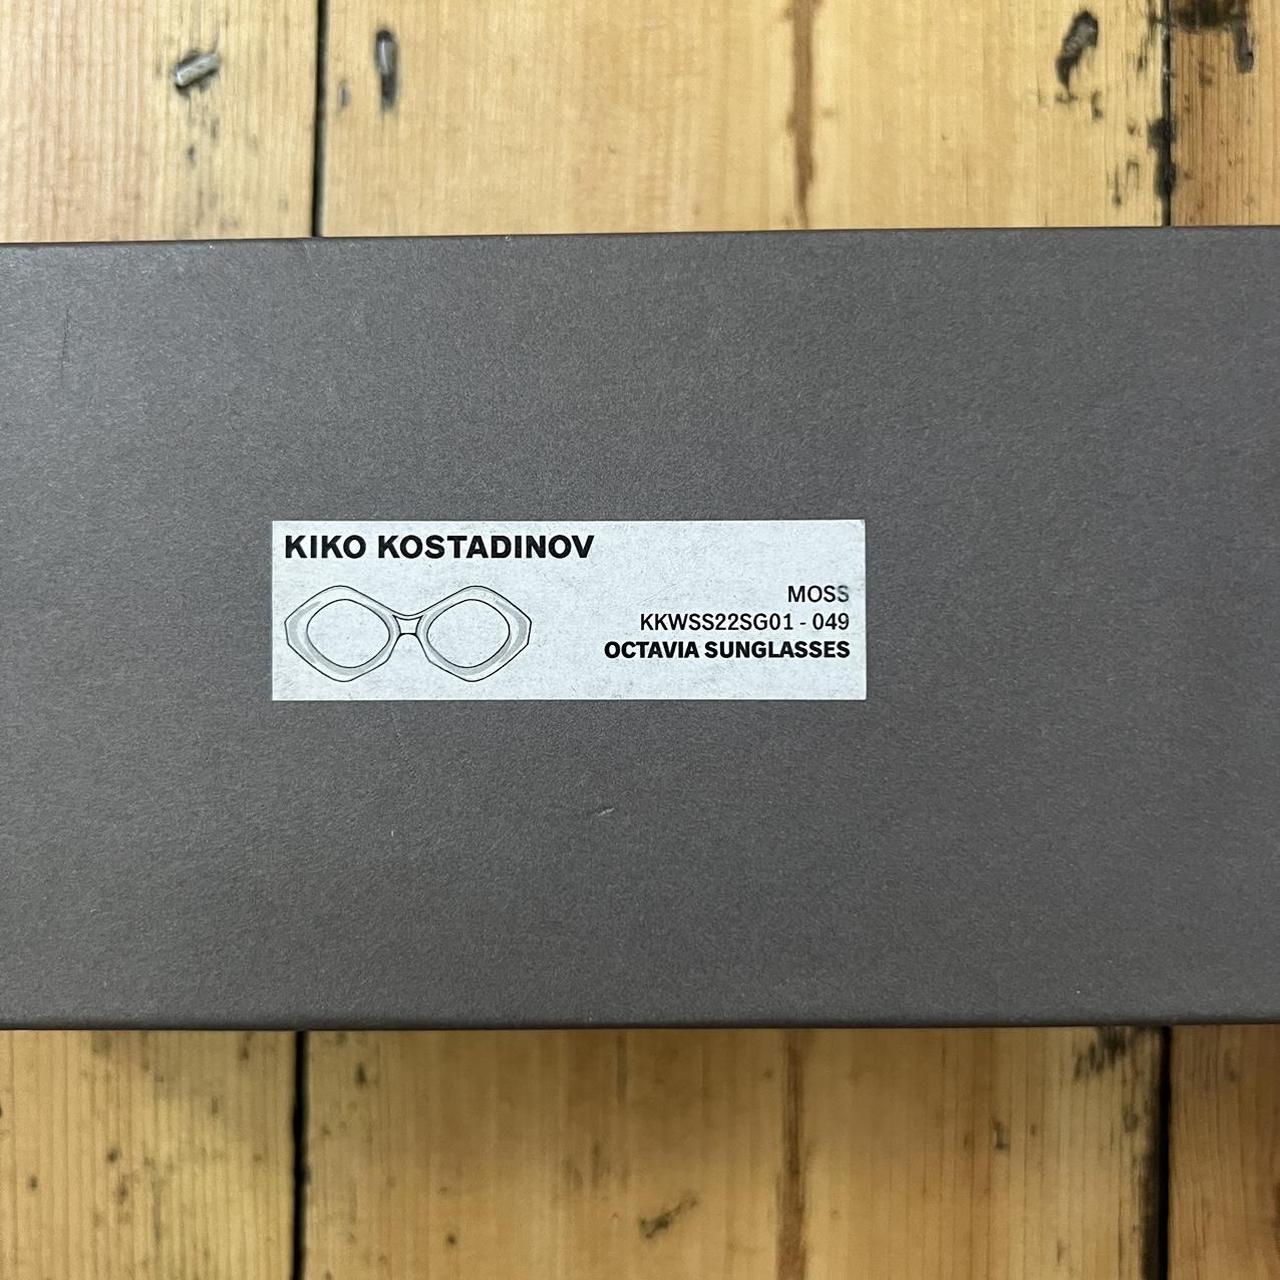 KIKO KOSTADINOV
MOSS
KKWSS22SG01 - 049
OCTAVIA SUNGLASSES